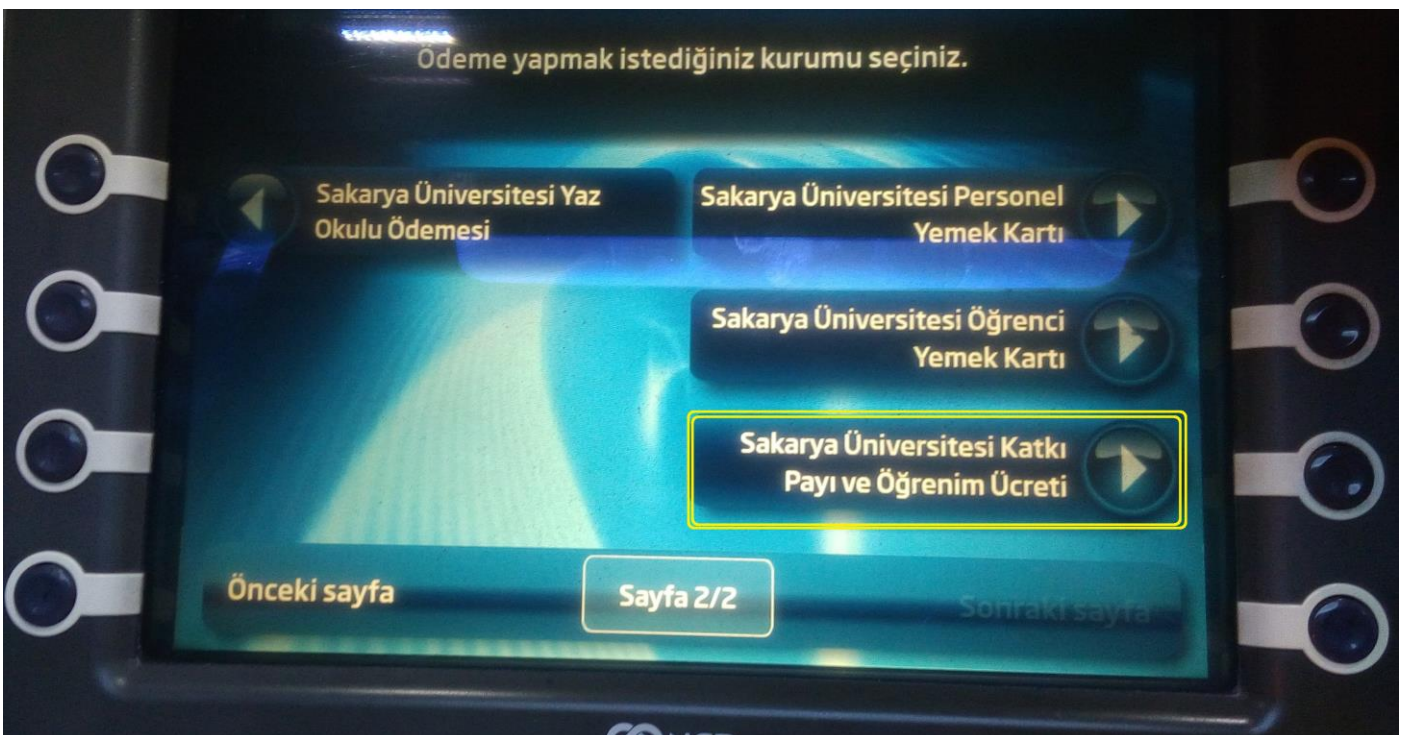 Ödeme yapmak istediğiniz kurumu seçiniz.
Sakarya Üniversitesi Yaz
Okulu Ödemesi
Sakarya Üniversitesi Personel
Yemek Kartı
Sakarya Üniversitesi Öğrenci
Yemek Kartı
Sakarya Üniversitesi Katkı
Payı ve Öğrenim Ücreti
Önceki sayfa
Sayfa 2/2
Sonraki sayfa